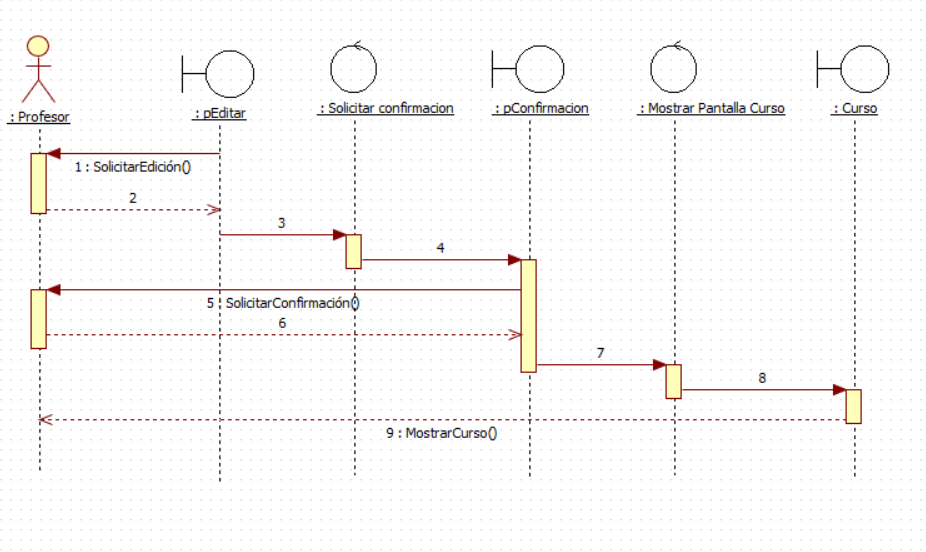 : Profesor
: pEditar
: Solicitar confirmacion
: pConfirmacion
: Mostrar Pantalla Curso
: Curso
1 : SolicitarEdición()
2
3
4
5 : SolicitarConfirmación()
6
7
8
9 : MostrarCurso()